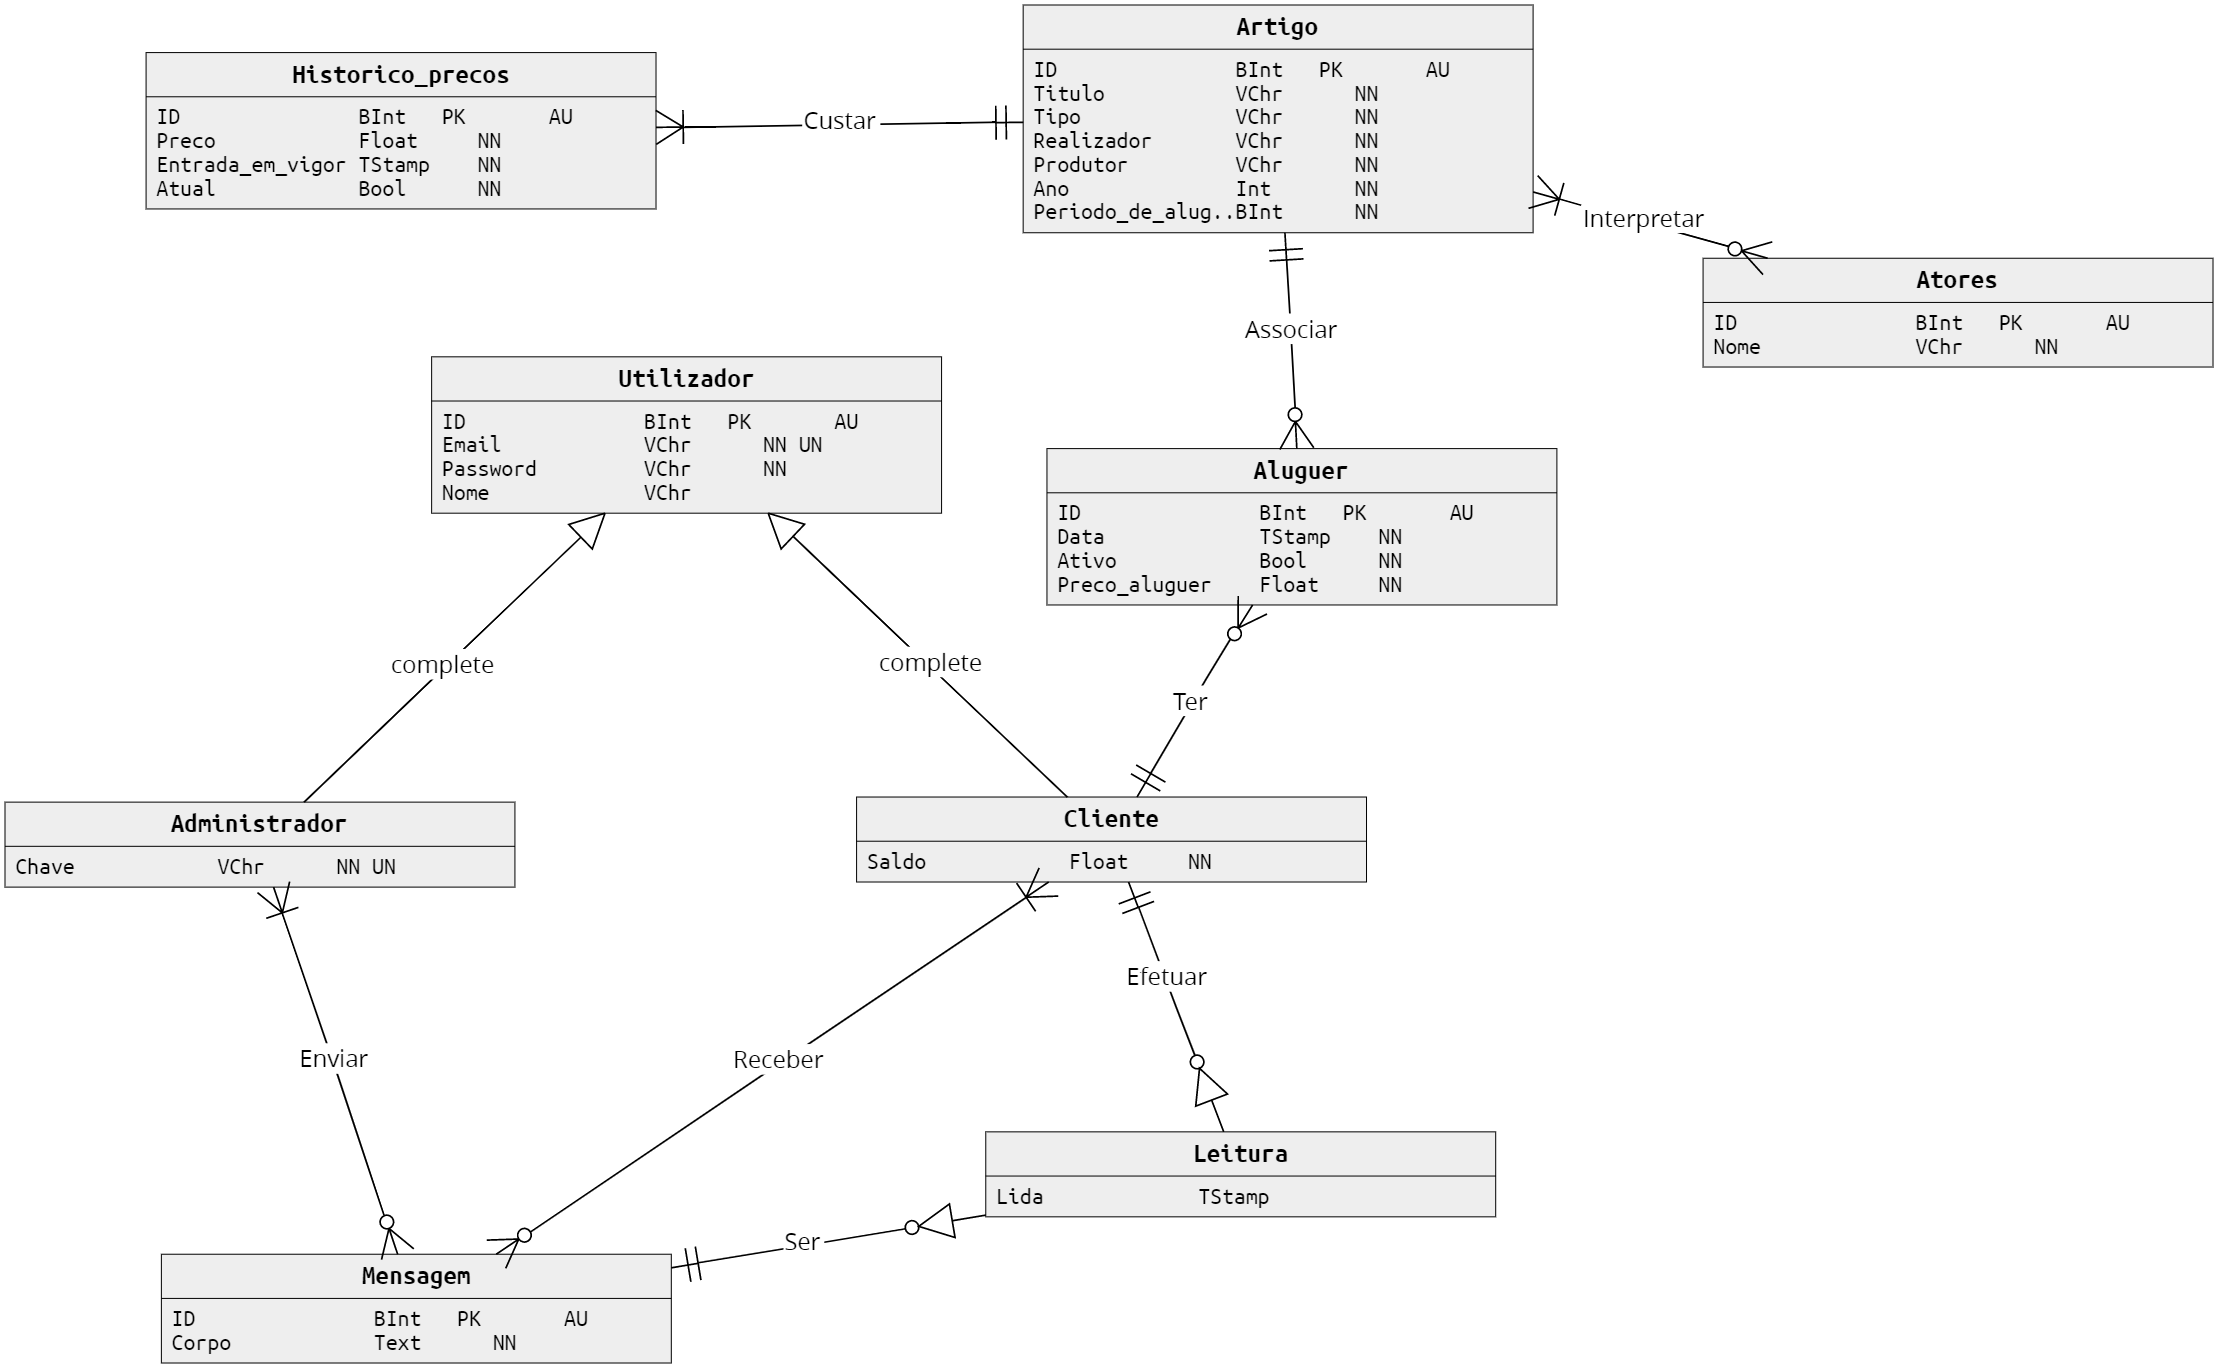 Artigo
ID BInt PK AU
Titulo VChr NN
Tipo VChr NN
Realizador VChr NN
Produtor VChr NN
Ano Int NN
Periodo_de_alug..BInt NN
Historico_precos
ID BInt PK AU
Preco Float NN
Entrada_em_vigor TStamp NN
Atual Bool NN
Custar
Interpretar
Atores
ID BInt PK AU
Nome VChr NN
Associar
Utilizador
ID BInt PK AU
Email VChr NN UN
Password VChr NN
Nome VChr
Aluguer
ID BInt PK AU
Data TStamp NN
Ativo Bool NN
Preco_aluguer Float NN
complete
complete
Ter
Administrador
Chave VChr NN UN
Cliente
Saldo Float NN
Efetuar
Enviar
Receber
Leitura
Lida TStamp
Ser
Mensagem
ID BInt PK AU
Corpo Text NN